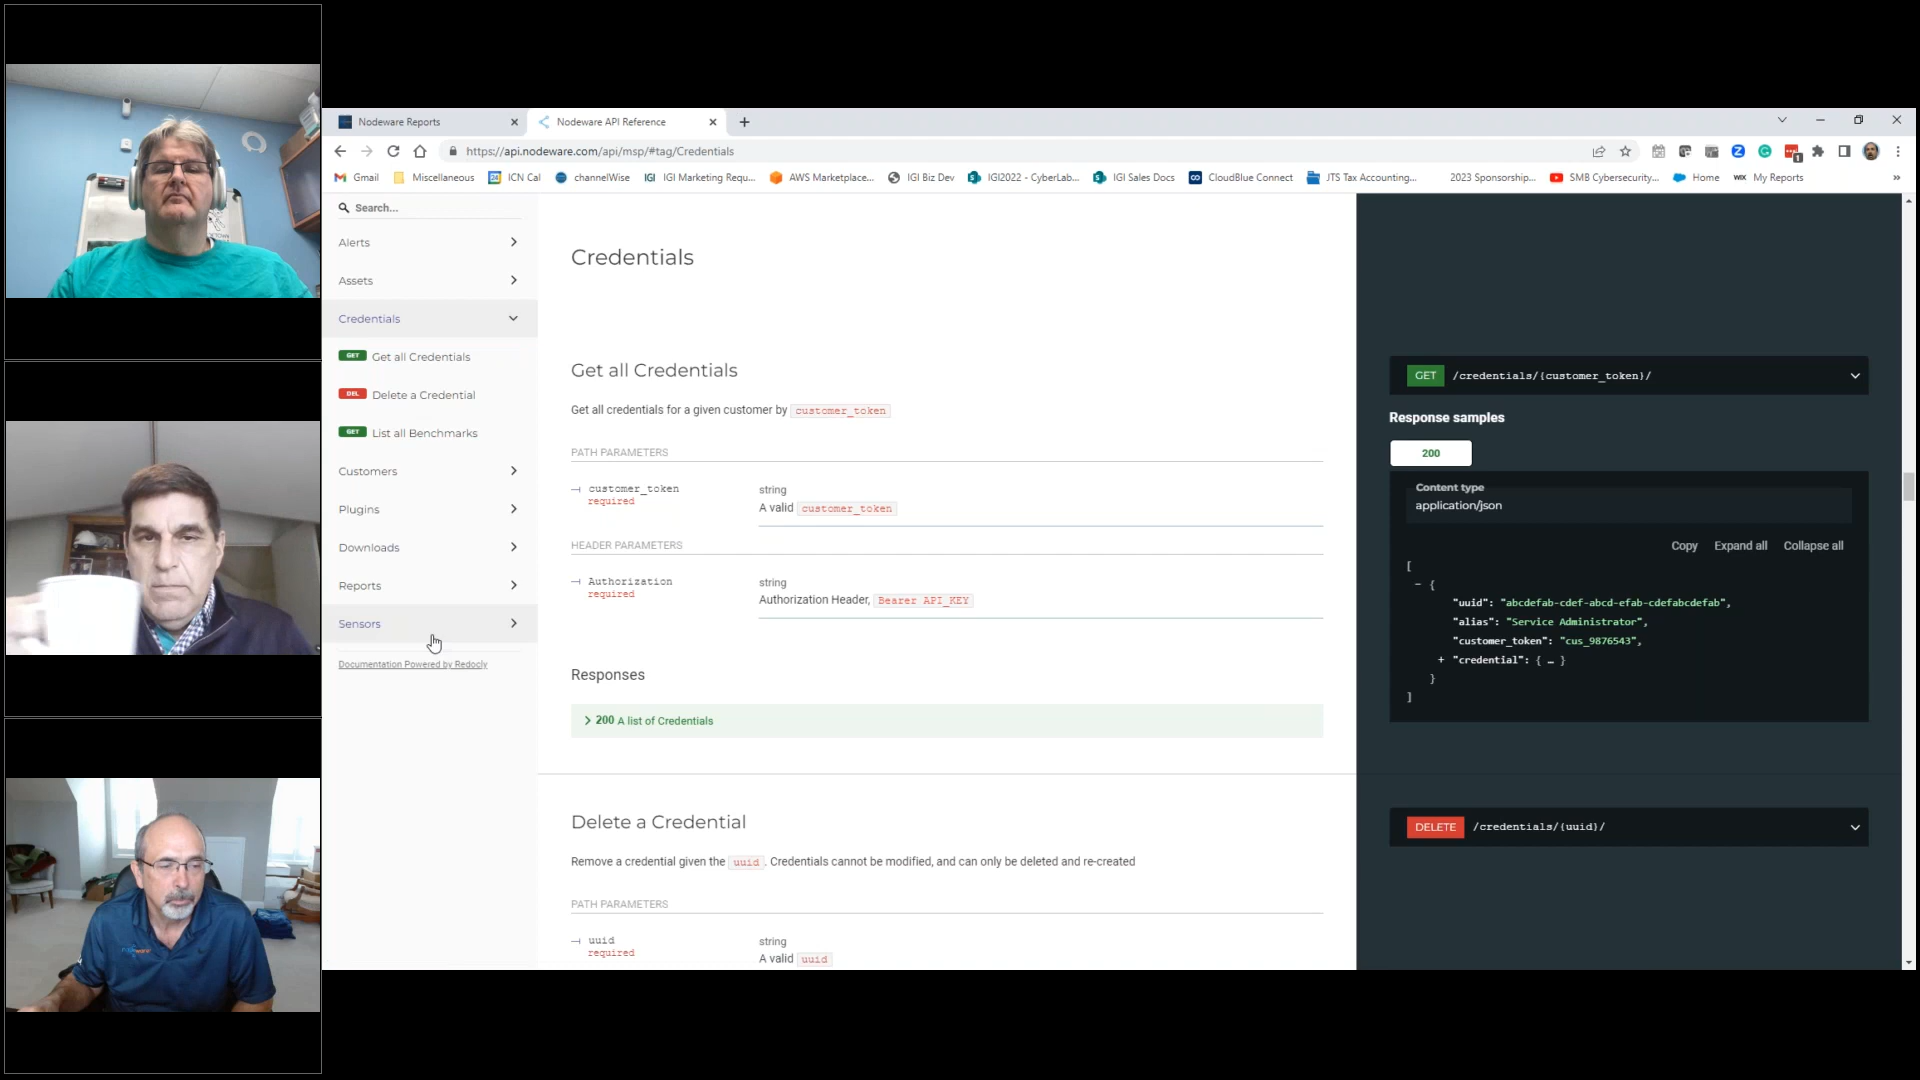 Nodeware Reports
Nodeware API Reference
https://api.nodeware.com/api/msp/#tag/Credentials
Gmail
Miscellaneous
ICN Cal
channelWise
IGI Marketing Requ...
AWS Marketplace...
IGI Biz Dev
IGI2022 - CyberLab...
IGI Sales Docs
CloudBlue Connect
JTS Tax Accounting...
2023 Sponsorship...
SMB Cybersecurity...
Home
WIX My Reports
Search...
Alerts
Assets
Credentials
GET Get all Credentials
DEL Delete a Credential
GET List all Benchmarks
Customers
Plugins
Downloads
Reports
Sensors
Documentation Powered by Redocly
Credentials
Get all Credentials
Get all credentials for a given customer by customer_token
PATH PARAMETERS
customer_token
required
string
A valid customer_token
HEADER PARAMETERS
Authorization
required
string
Authorization Header, Bearer API_KEY
Responses
200 A list of Credentials
Delete a Credential
Remove a credential given the uuid. Credentials cannot be modified, and can only be deleted and re-created
PATH PARAMETERS
uuid
required
string
A valid uuid
GET /credentials/{customer_token}/
Response samples
200
Content type
application/json
Copy Expand all Collapse all
[
- {
"uuid": "abcdefab-cdef-abcd-efab-cdefabcdefab",
"alias": "Service Administrator",
"customer_token": "cus_9876543",
+ "credential": { … }
}
]
DELETE /credentials/{uuid}/